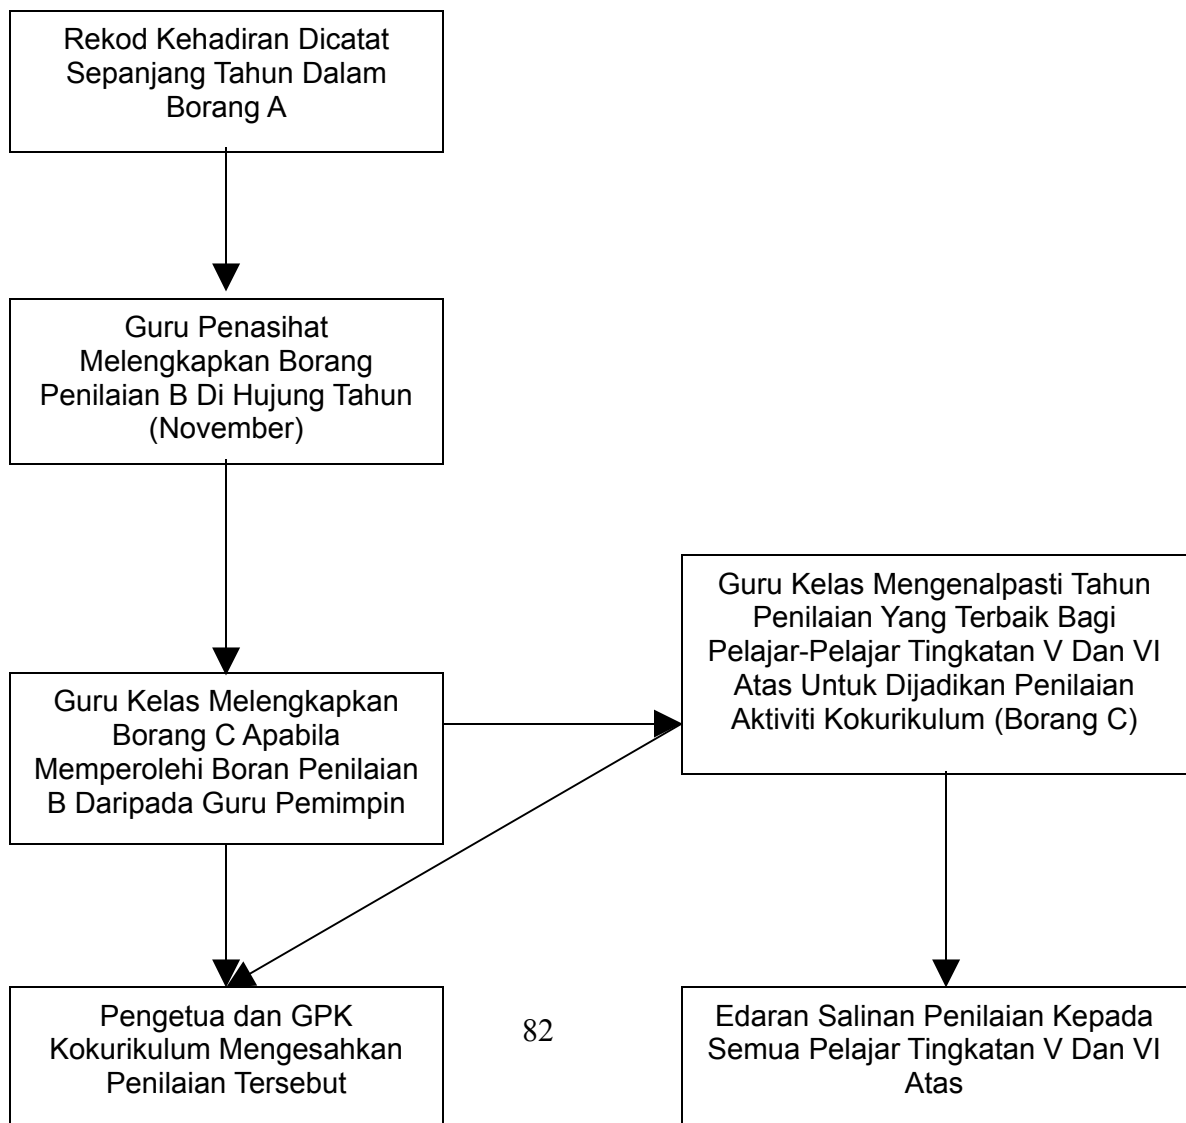 Rekod Kehadiran Dicatat
Sepanjang Tahun Dalam
Borang A
Guru Penasihat
Melengkapkan Borang
Penilaian B Di Hujung Tahun
(November)
Guru Kelas Melengkapkan
Borang C Apabila
Memperolehi Boran Penilaian
B Daripada Guru Pemimpin
Guru Kelas Mengenalpasti Tahun
Penilaian Yang Terbaik Bagi
Pelajar-Pelajar Tingkatan V Dan VI
Atas Untuk Dijadikan Penilaian
Aktiviti Kokurikulum (Borang C)
Pengetua dan GPK
Kokurikulum Mengesahkan
Penilaian Tersebut
82
Edaran Salinan Penilaian Kepada
Semua Pelajar Tingkatan V Dan VI
Atas